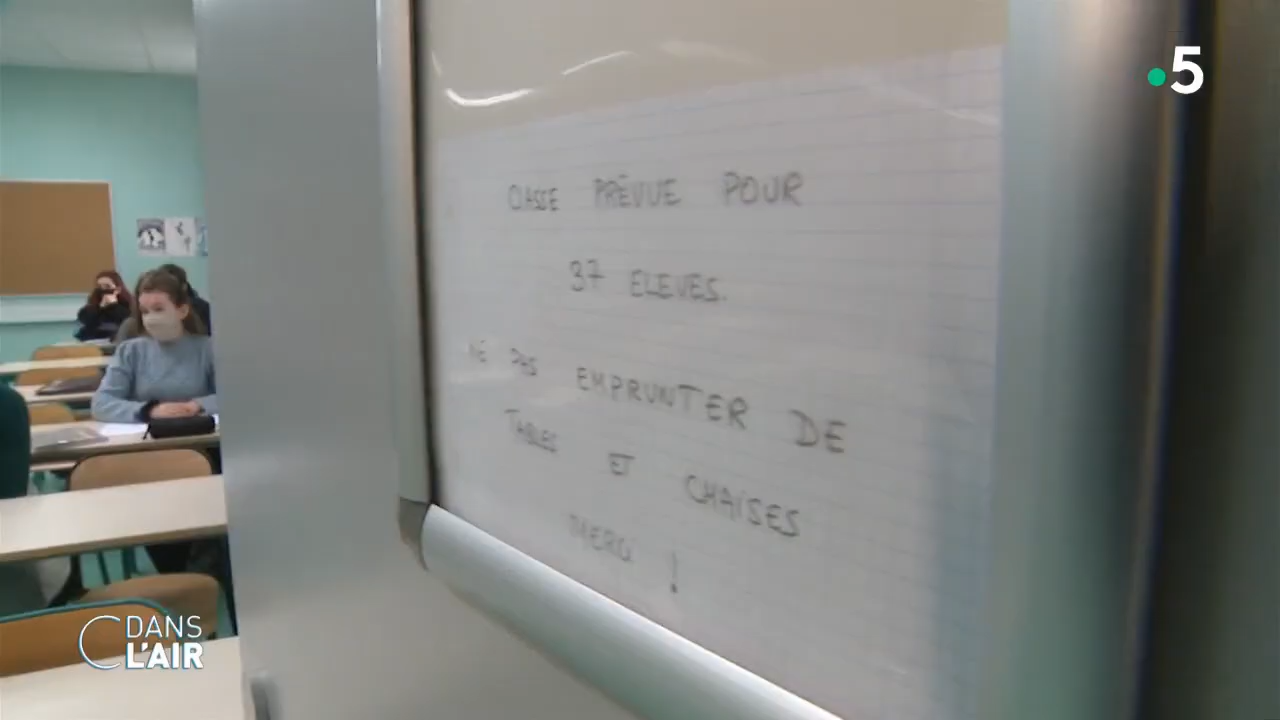 5
CLASSE PRÉVUE POUR
37 ELEVES.
NE PAS EMPRUNTER DE
TABLES ET CHAISES
MERCI !
C DANS
L'AIR